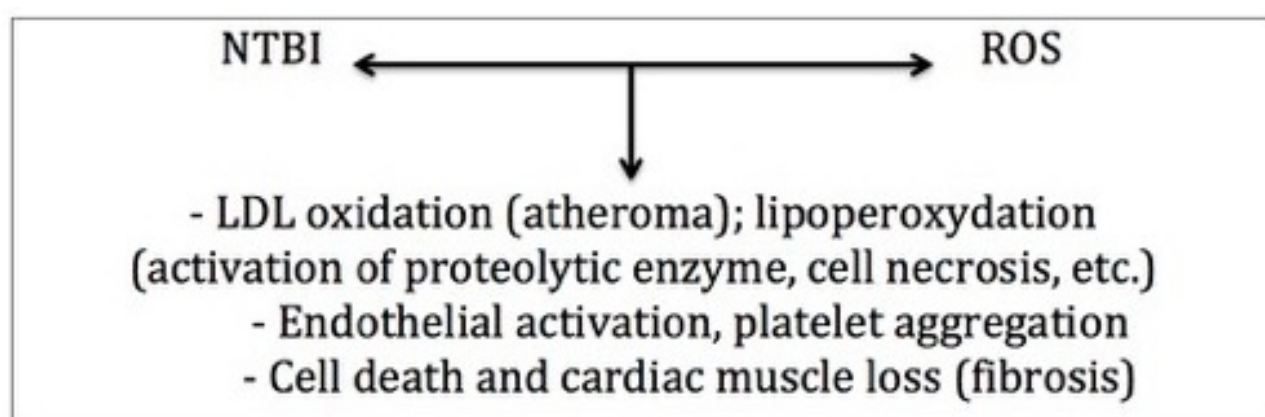 NTBI ROS
- LDL oxidation (atheroma); lipoperoxydation
(activation of proteolytic enzyme, cell necrosis, etc.)
- Endothelial activation, platelet aggregation
- Cell death and cardiac muscle loss (fibrosis)